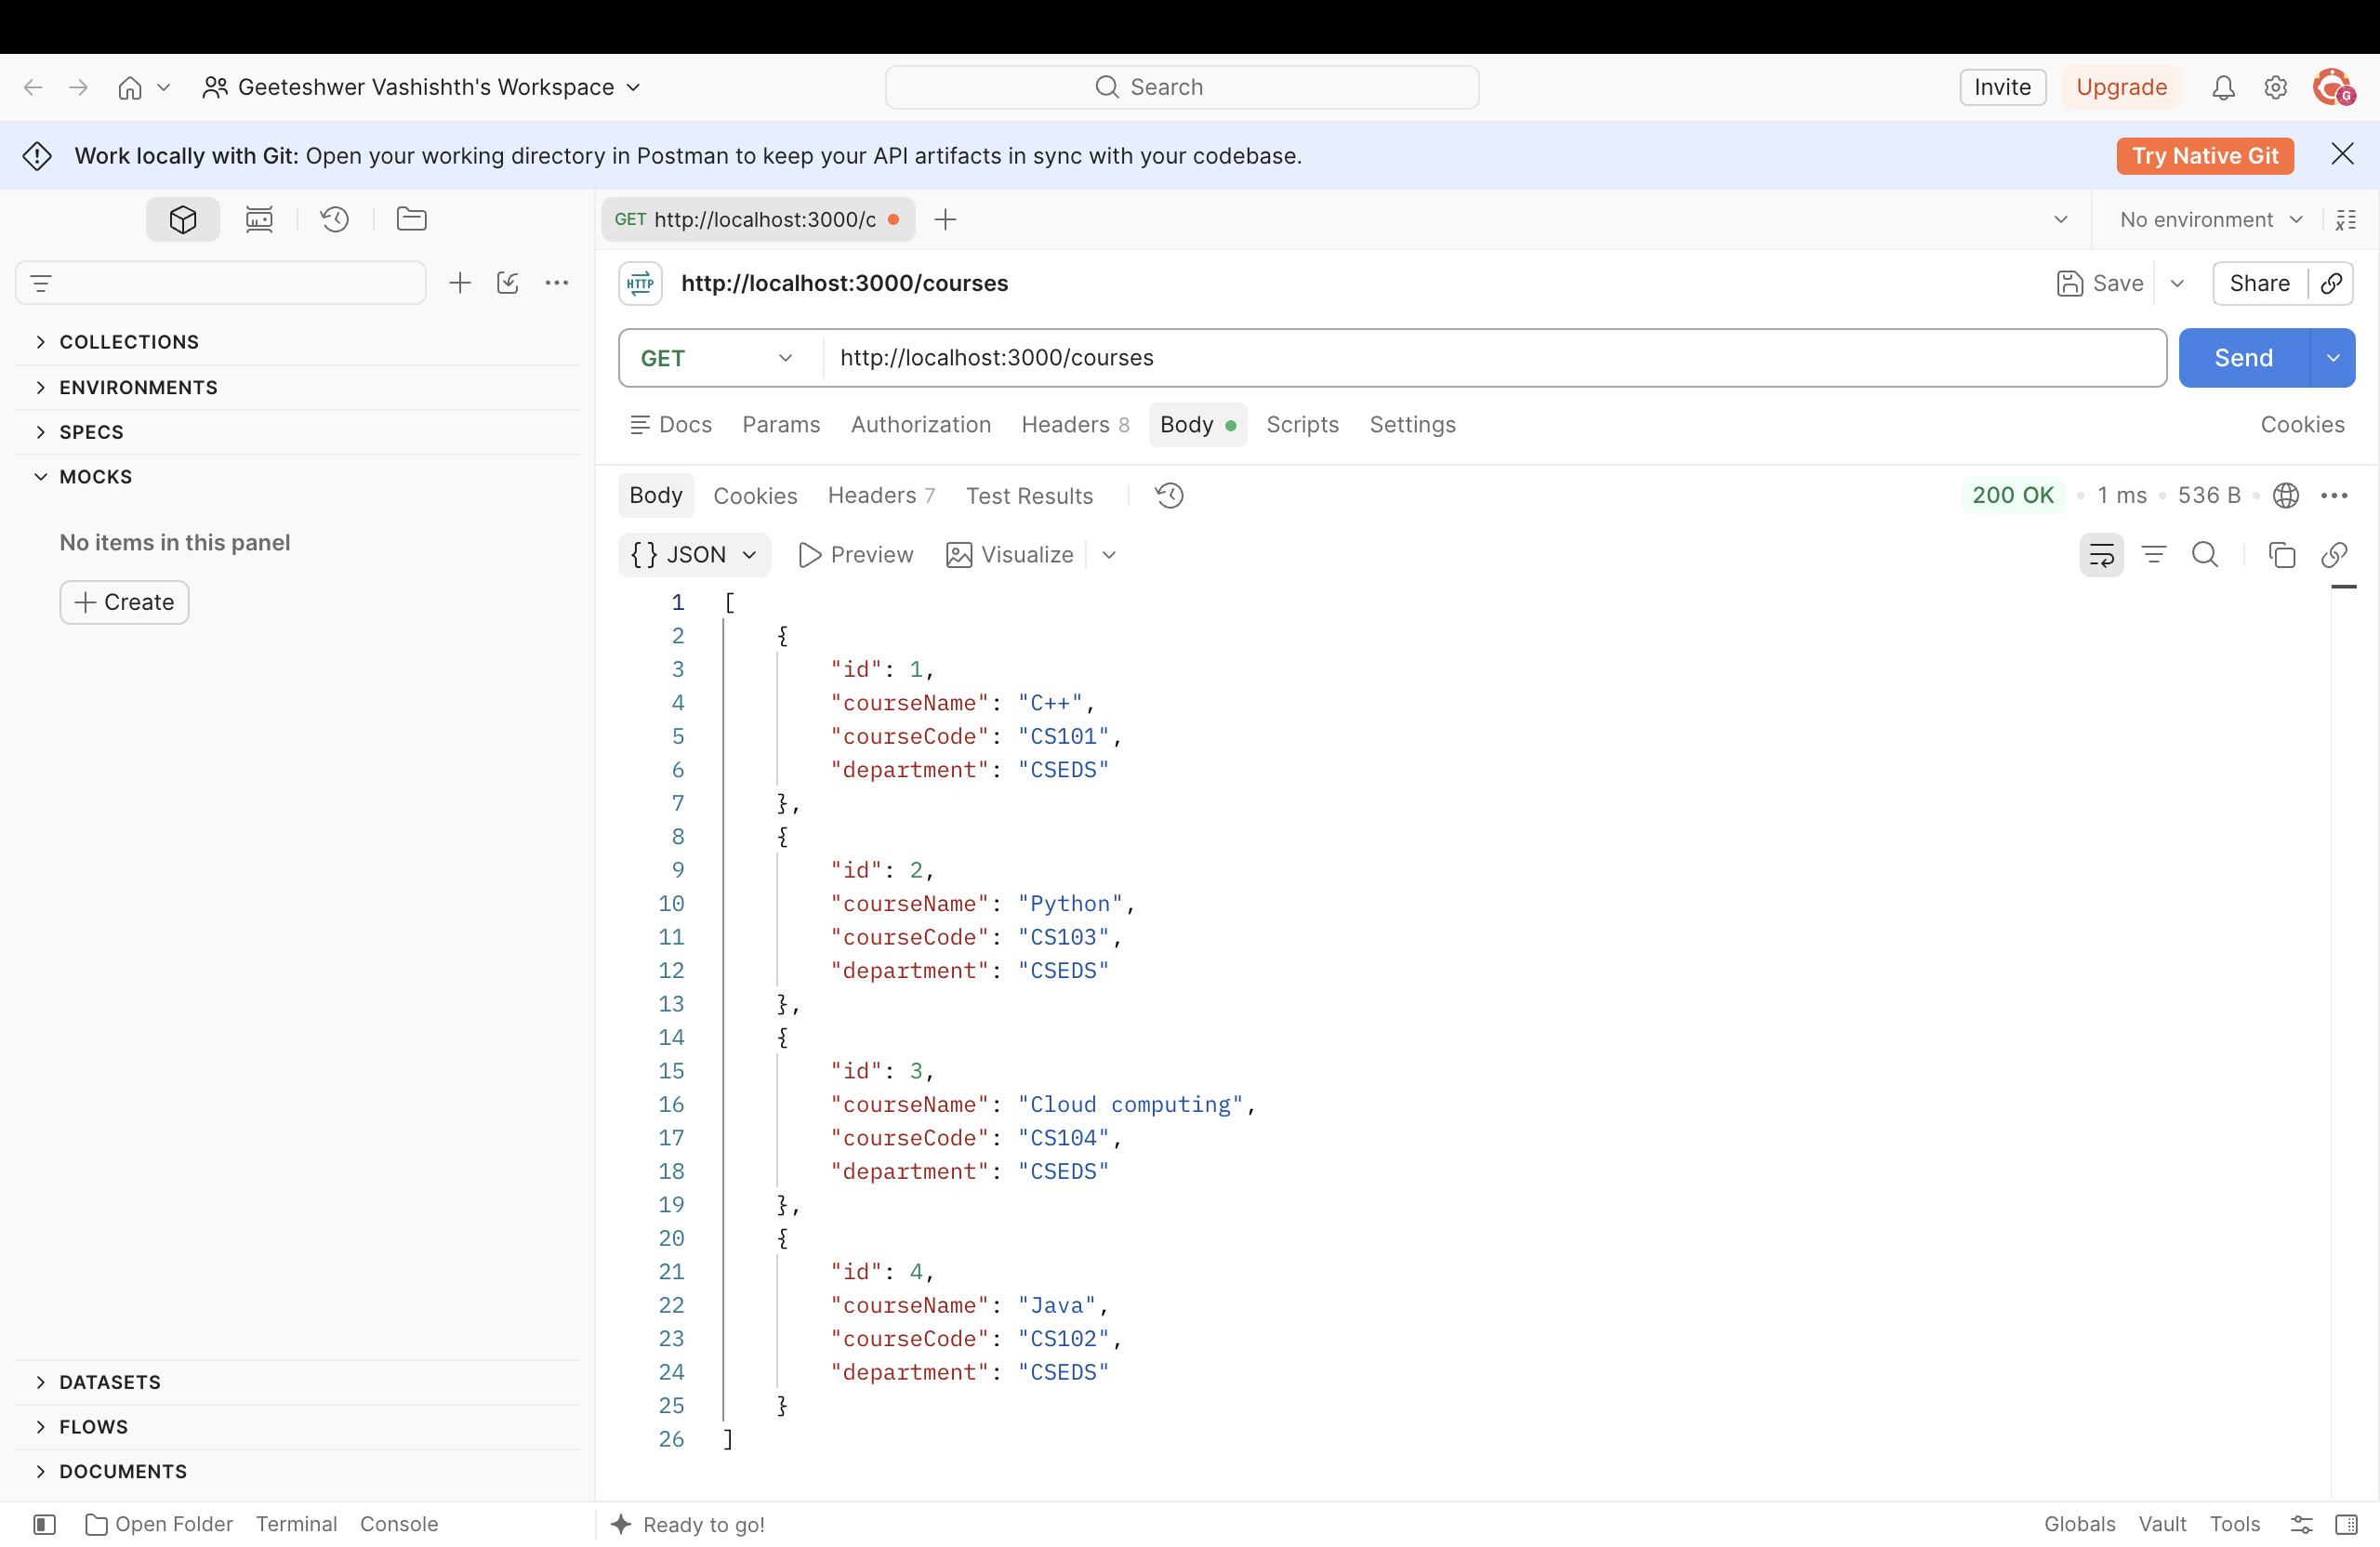 Geeteshwer Vashishth's Workspace
Search
Invite
Upgrade
G
Work locally with Git: Open your working directory in Postman to keep your API artifacts in sync with your codebase.
Try Native Git
GET http://localhost:3000/c
No environment
HTTP http://localhost:3000/courses
Save
Share
COLLECTIONS
ENVIRONMENTS
SPECS
MOCKS
No items in this panel
Create
DATASETS
FLOWS
DOCUMENTS
GET http://localhost:3000/courses
Send
Docs Params Authorization Headers 8 Body Scripts Settings Cookies
Body Cookies Headers 7 Test Results 200 OK • 1 ms • 536 B •
{} JSON Preview Visualize
1 [
2 {
3 "id": 1,
4 "courseName": "C++",
5 "courseCode": "CS101",
6 "department": "CSEDS"
7 },
8 {
9 "id": 2,
10 "courseName": "Python",
11 "courseCode": "CS103",
12 "department": "CSEDS"
13 },
14 {
15 "id": 3,
16 "courseName": "Cloud computing",
17 "courseCode": "CS104",
18 "department": "CSEDS"
19 },
20 {
21 "id": 4,
22 "courseName": "Java",
23 "courseCode": "CS102",
24 "department": "CSEDS"
25 }
26 ]
Open Folder Terminal Console Ready to go! Globals Vault Tools